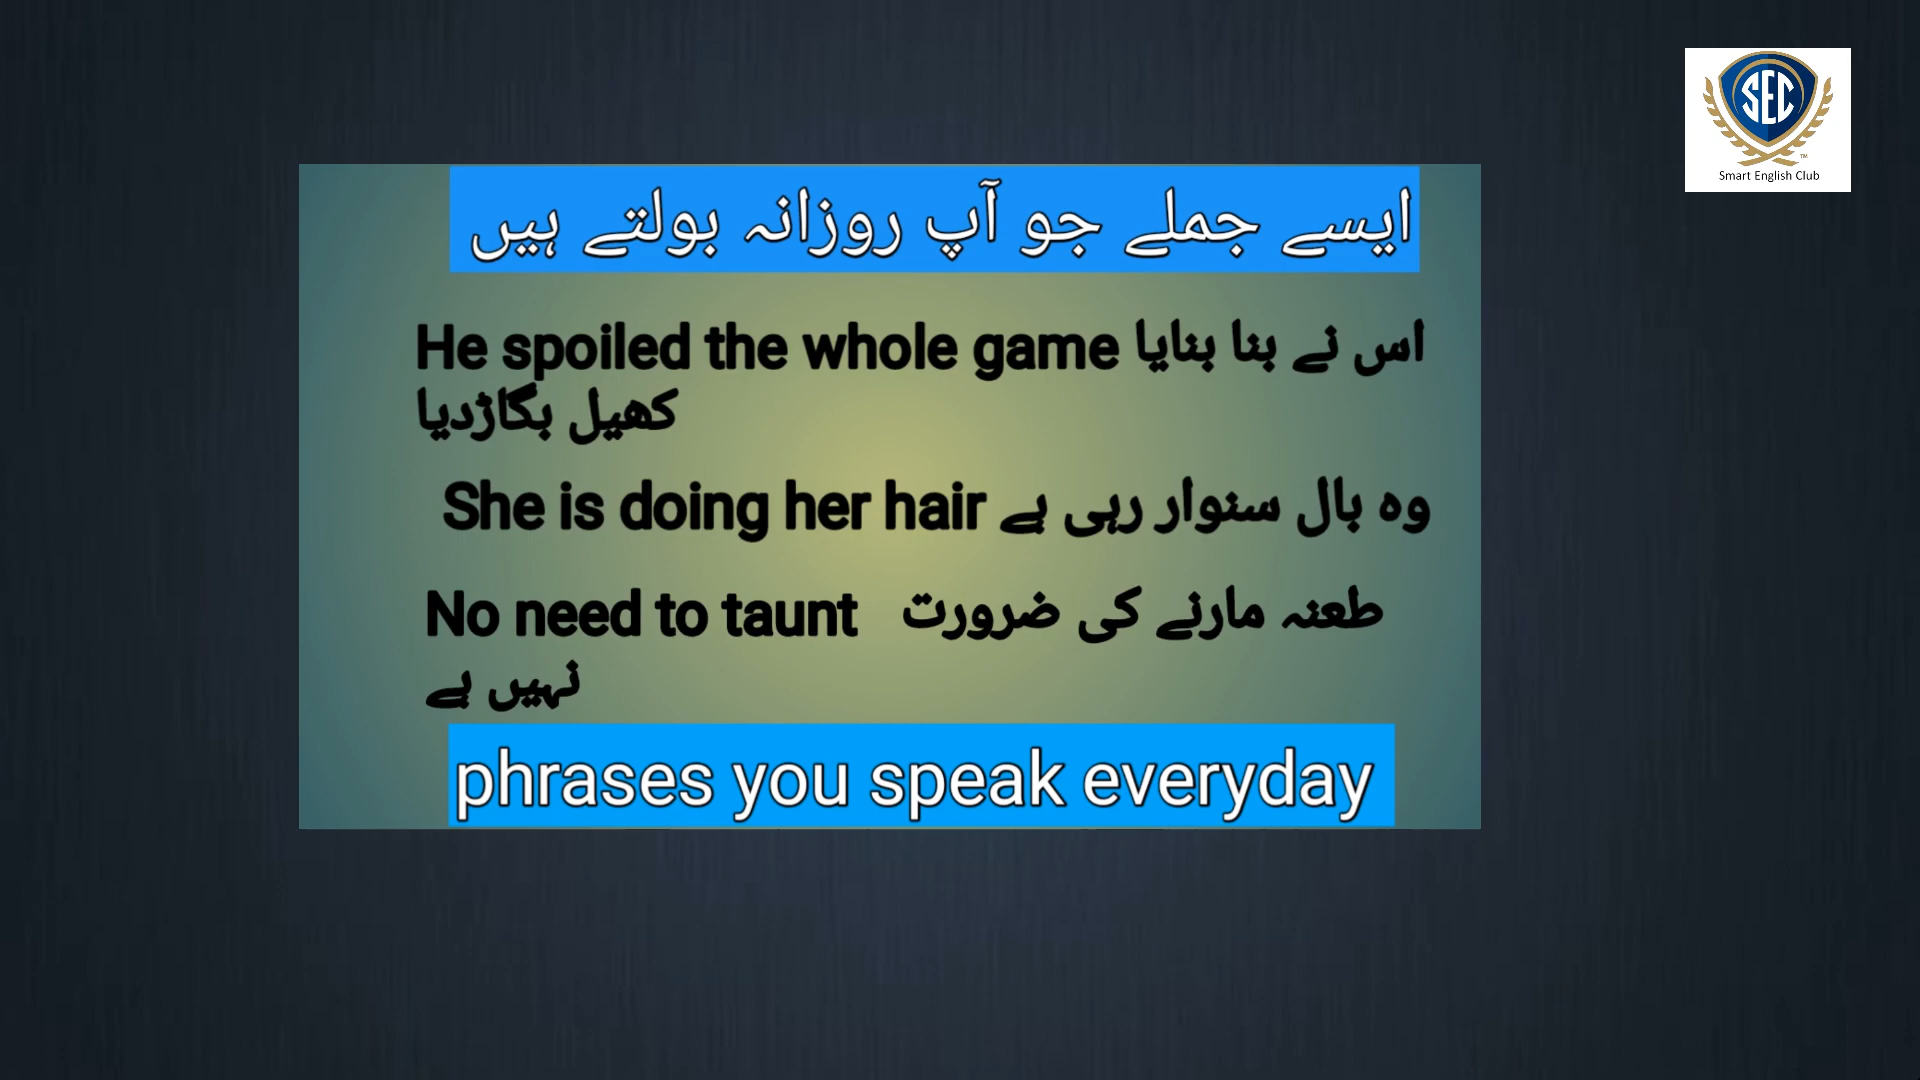 SEC
TM
Smart English Club
ایسے جملے جو آپ روزانہ بولتے ہیں
He spoiled the whole game اس نے بنا بنایا
کھیل بگاڑدیا
She is doing her hair وہ بال سنوار رہی ہے
No need to taunt طعنہ مارنے کی ضرورت
نہیں ہے
phrases you speak everyday